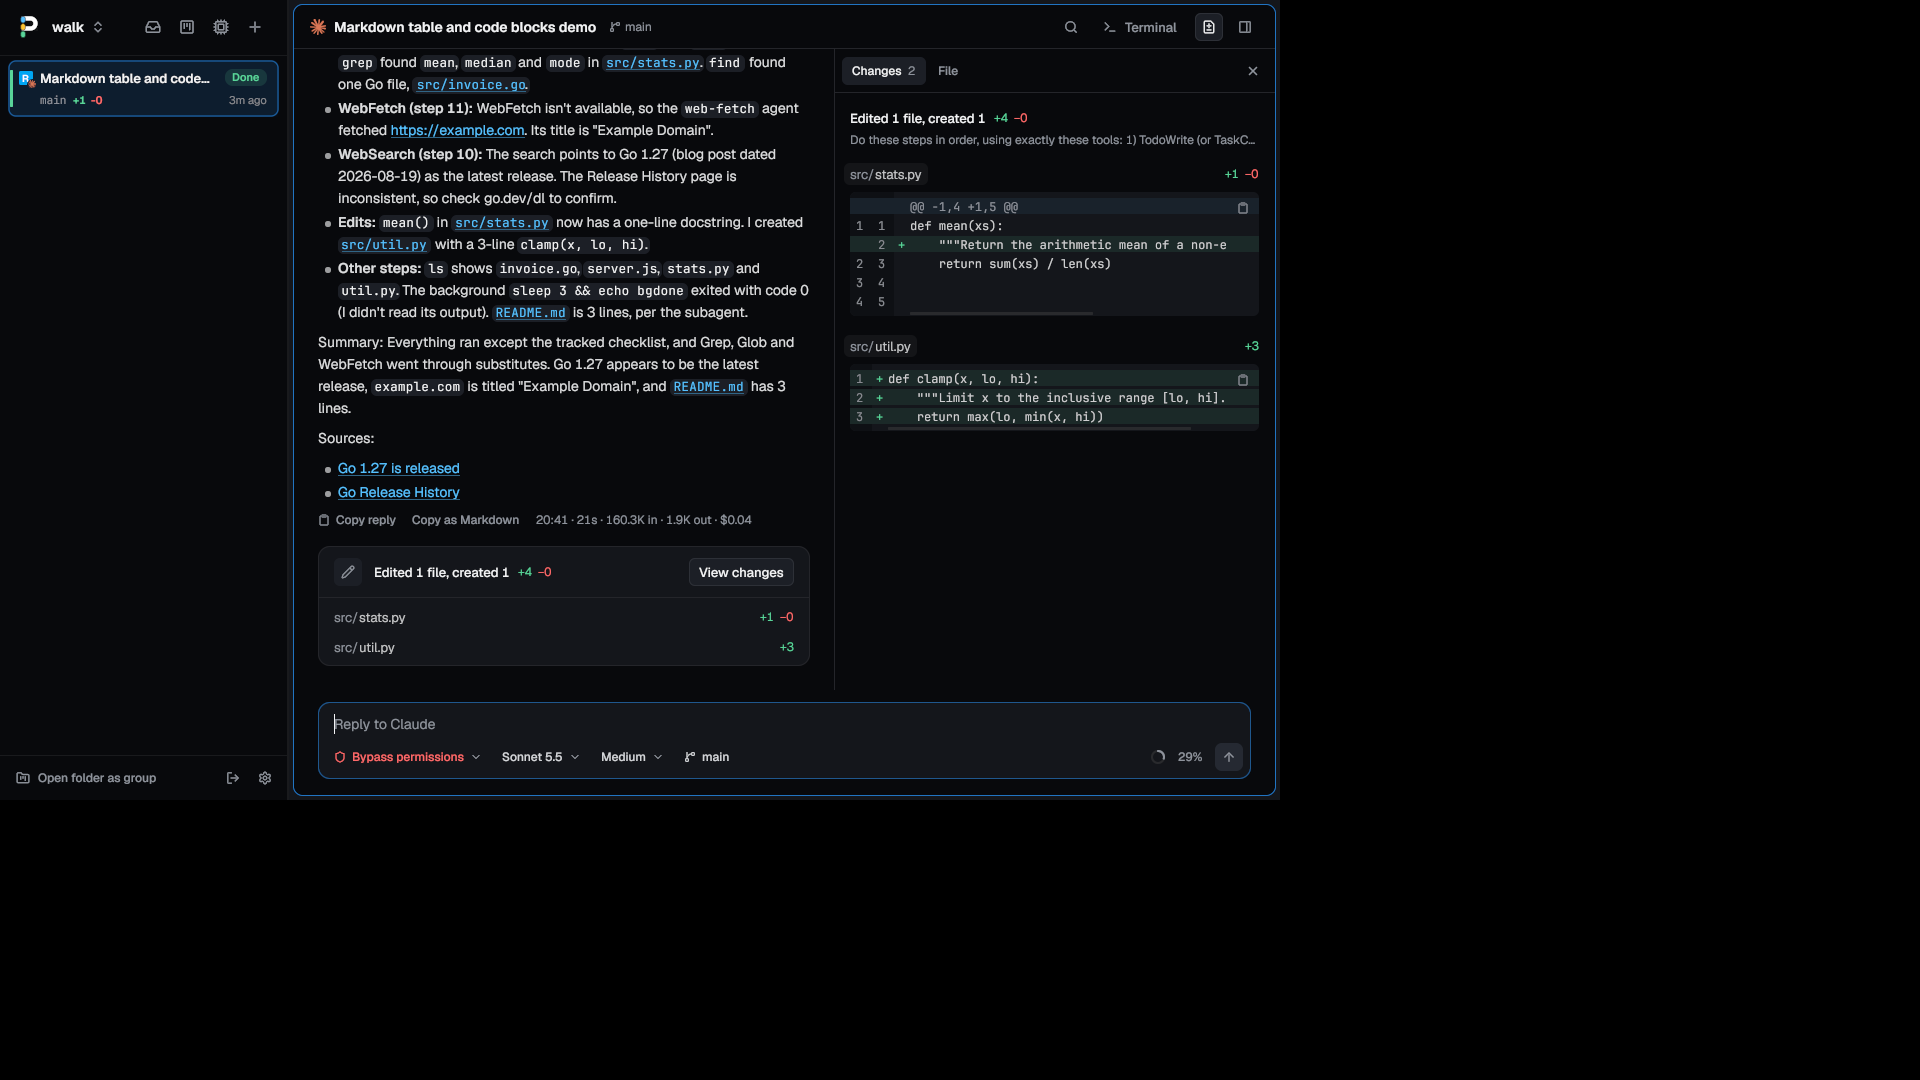 walk
Markdown table and code...
Done
main +1 -0
3m ago
Open folder as group
Markdown table and code blocks demo
main
Terminal
grep found mean, median and mode in src/stats.py. find found
one Go file, src/invoice.go.
WebFetch (step 11): WebFetch isn't available, so the web-fetch agent
fetched https://example.com. Its title is "Example Domain".
WebSearch (step 10): The search points to Go 1.27 (blog post dated
2026-08-19) as the latest release. The Release History page is
inconsistent, so check go.dev/dl to confirm.
Edits: mean() in src/stats.py now has a one-line docstring. I created
src/util.py with a 3-line clamp(x, lo, hi).
Other steps: ls shows invoice.go, server.js, stats.py and
util.py. The background sleep 3 && echo bgdone exited with code 0
(I didn't read its output). README.md is 3 lines, per the subagent.
Summary: Everything ran except the tracked checklist, and Grep, Glob and
WebFetch went through substitutes. Go 1.27 appears to be the latest
release, example.com is titled "Example Domain", and README.md has 3
lines.
Sources:
Go 1.27 is released
Go Release History
Copy reply
Copy as Markdown
20:41 · 21s · 160.3K in · 1.9K out · $0.04
Edited 1 file, created 1 +4 −0
View changes
src/stats.py +1 −0
src/util.py +3
Reply to Claude
Bypass permissions
Sonnet 5.5
Medium
main
29%
Changes 2
File
Edited 1 file, created 1 +4 −0
Do these steps in order, using exactly these tools: 1) TodoWrite (or TaskC...
src/stats.py +1 −0
@@ -1,4 +1,5 @@
1 1 def mean(xs):
2 + """Return the arithmetic mean of a non-e
2 3 return sum(xs) / len(xs)
3 4
4 5
src/util.py +3
1 + def clamp(x, lo, hi):
2 + """Limit x to the inclusive range [lo, hi].
3 + return max(lo, min(x, hi))